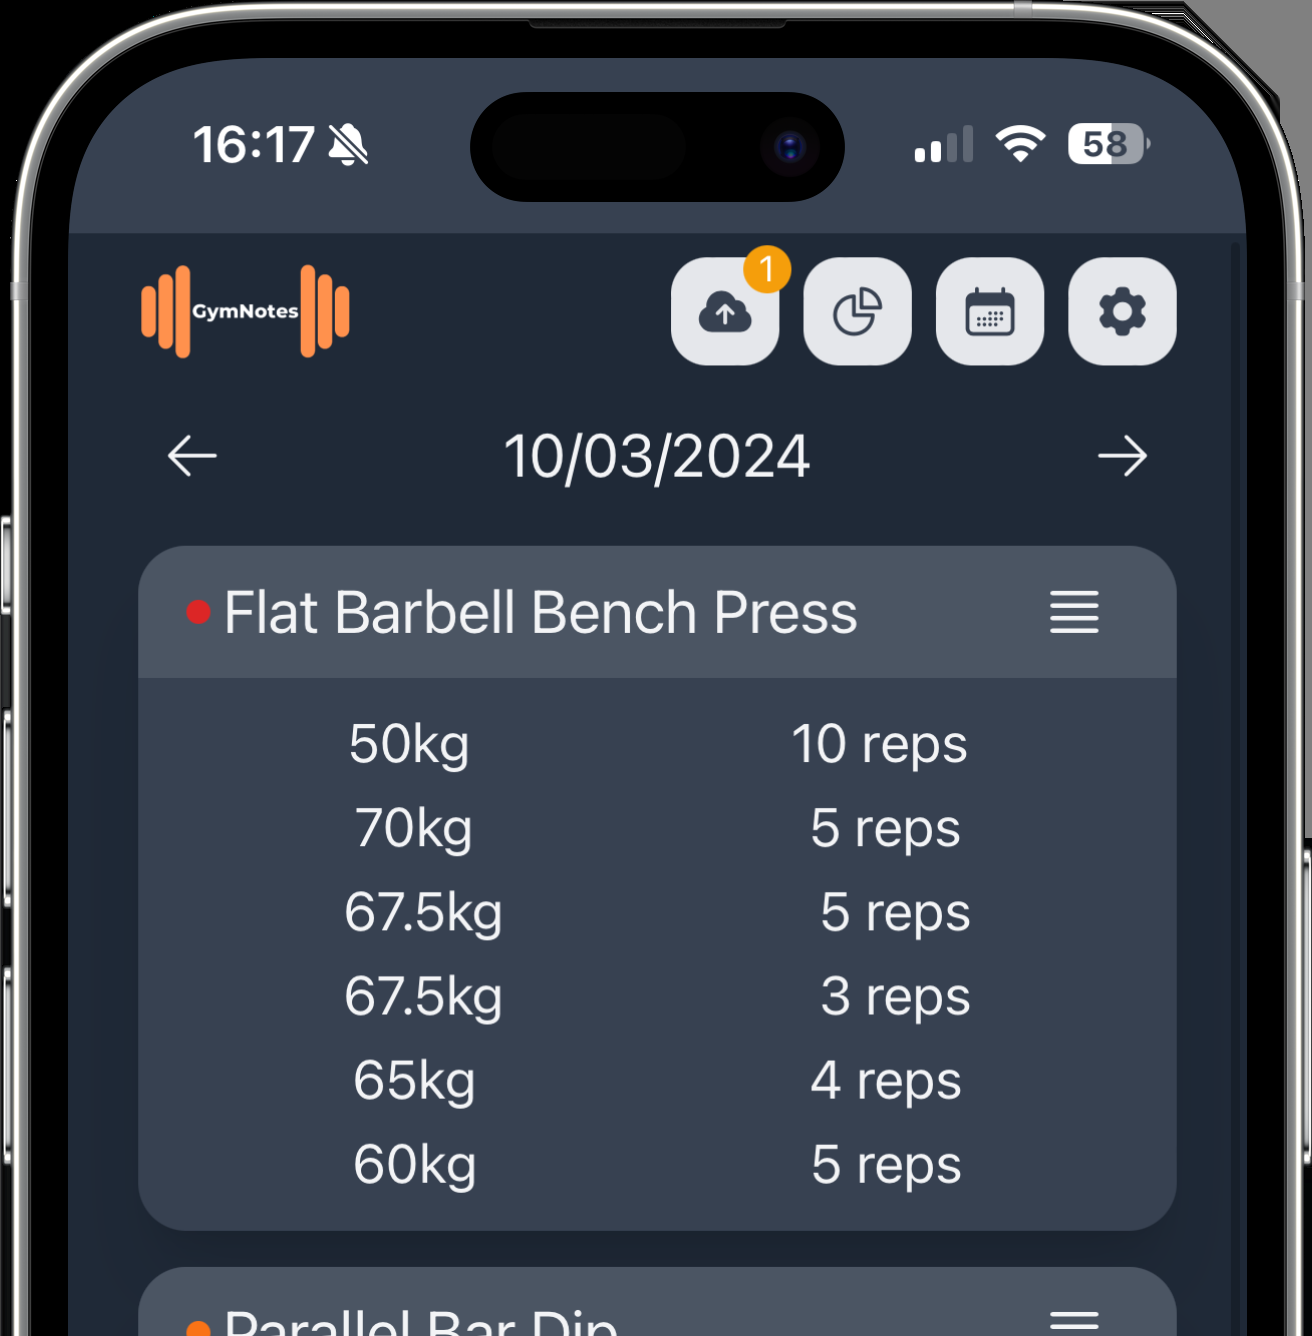 16:17
58
GymNotes
1
10/03/2024
Flat Barbell Bench Press
50kg 10 reps
70kg 5 reps
67.5kg 5 reps
67.5kg 3 reps
65kg 4 reps
60kg 5 reps
Parallel Bar Dip